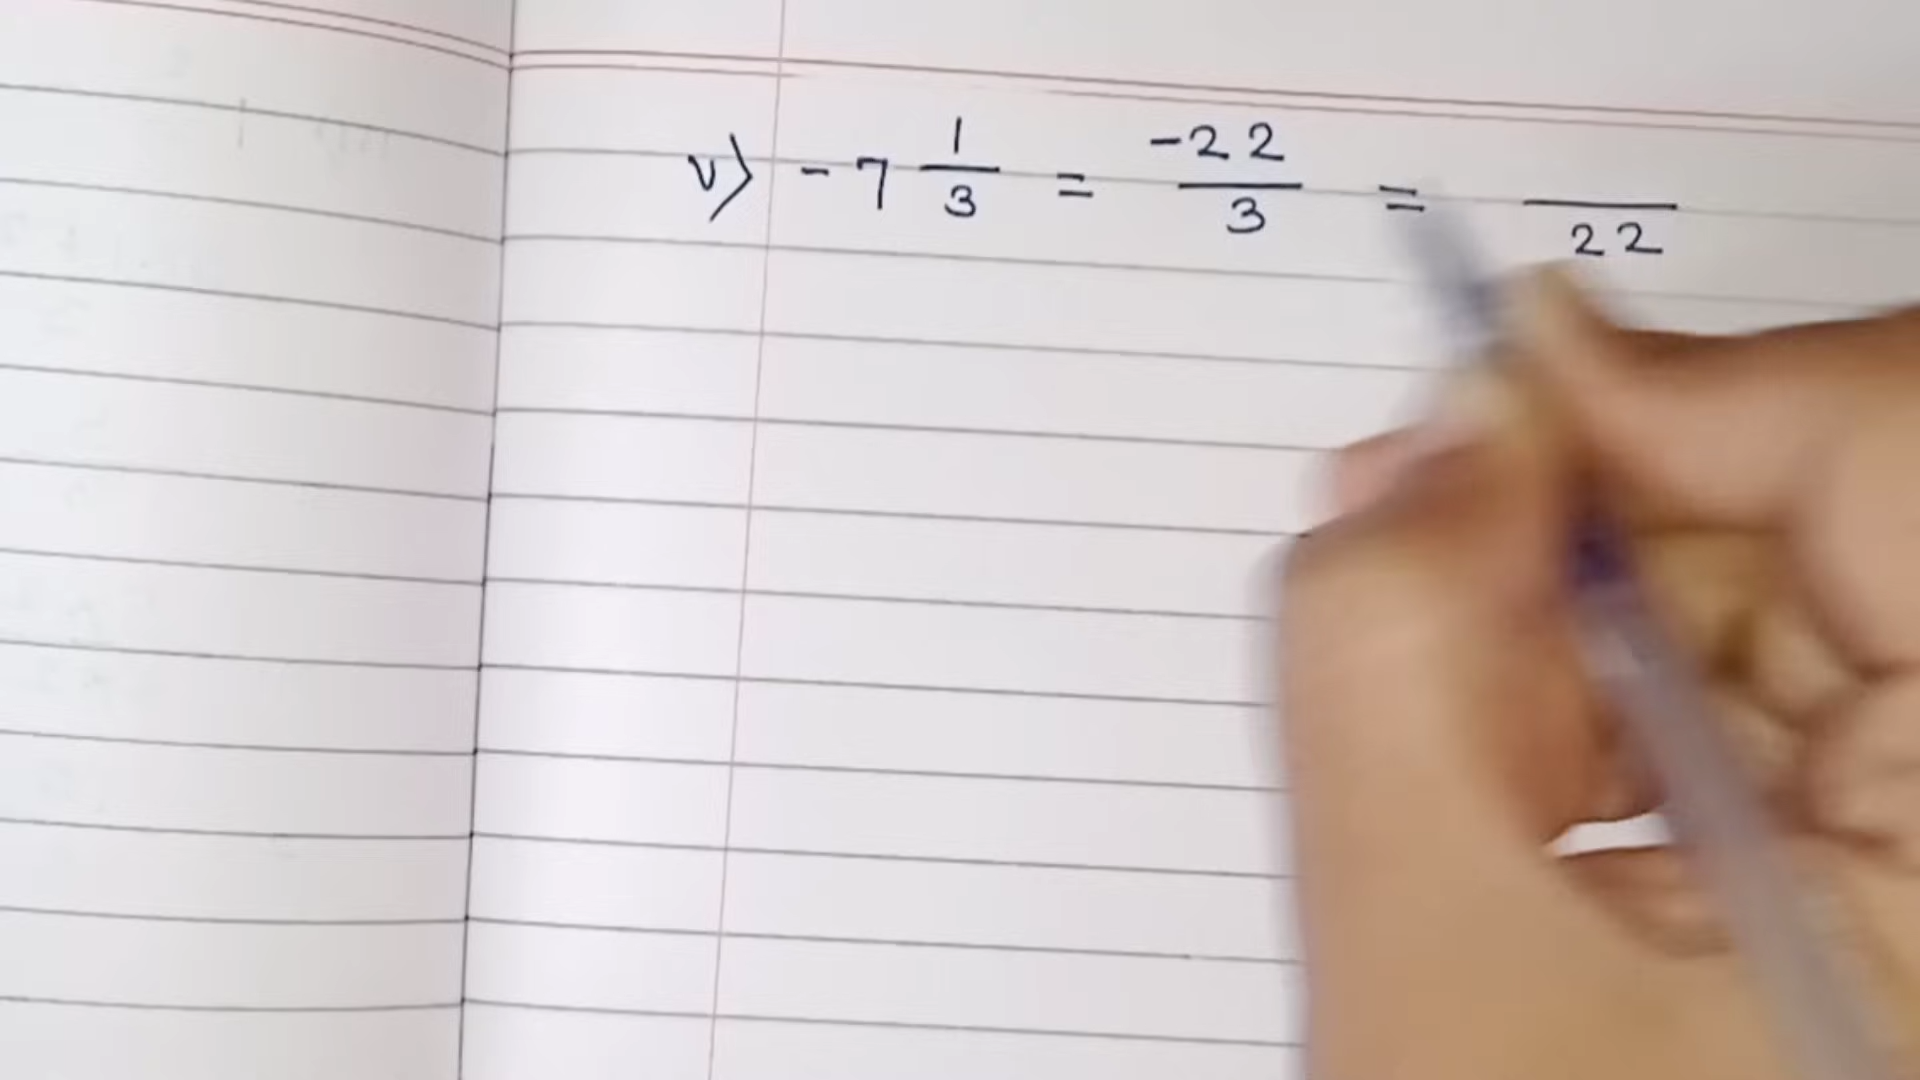 v) -7 1/3 = -22/3 = /22